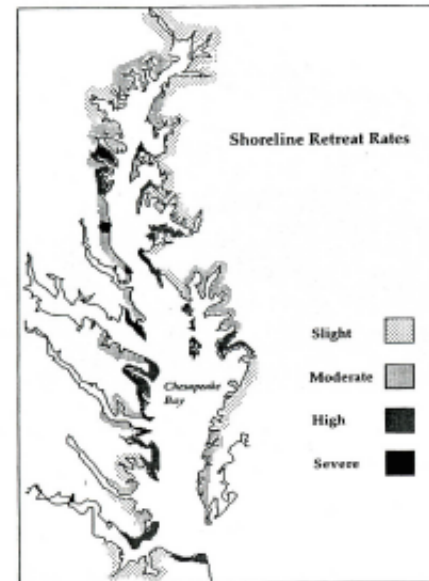 Shoreline Retreat Rates
Slight
Moderate
Chesapeake
Bay
High
Severe